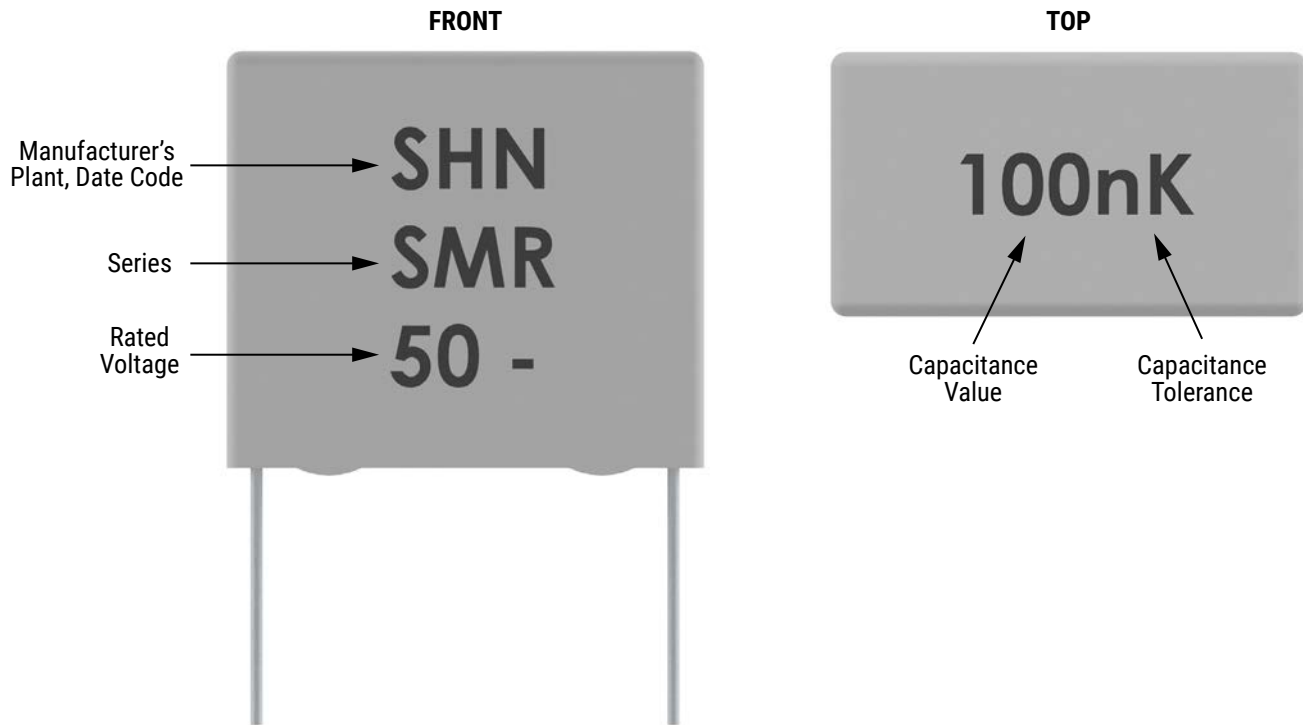 FRONT
TOP
Manufacturer's
Plant, Date Code
SHN
Series
SMR
Rated
Voltage
50 -
100nK
Capacitance
Value
Capacitance
Tolerance